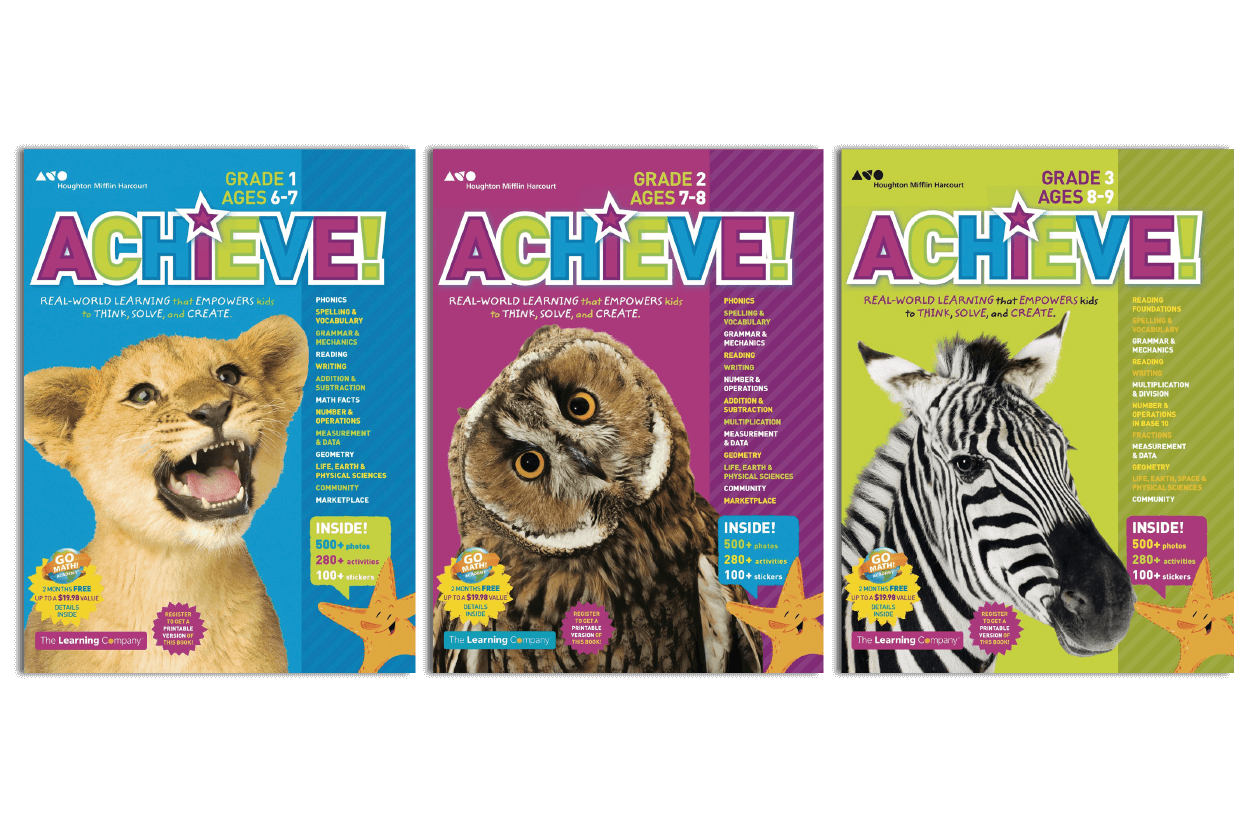 Houghton Mifflin Harcourt
GRADE 1
AGES 6-7
ACHiEVE!
REAL-WORLD LEARNING that EMPOWERS kids
to THINK, SOLVE, and CREATE.
PHONICS
SPELLING &
VOCABULARY
GRAMMAR &
MECHANICS
READING
WRITING
ADDITION &
SUBTRACTION
MATH FACTS
NUMBER &
OPERATIONS
MEASUREMENT
& DATA
GEOMETRY
LIFE, EARTH &
PHYSICAL SCIENCES
COMMUNITY
MARKETPLACE
INSIDE!
500+ photos
280+ activities
100+ stickers
GO
MATH!
ACADEMY
2 MONTHS FREE
UP TO A $19.98 VALUE
DETAILS
INSIDE
REGISTER
TO GET A
PRINTABLE
VERSION OF
THIS BOOK!
The Learning Company
Houghton Mifflin Harcourt
GRADE 2
AGES 7-8
ACHiEVE!
REAL-WORLD LEARNING that EMPOWERS kids
to THINK, SOLVE, and CREATE.
PHONICS
SPELLING &
VOCABULARY
GRAMMAR &
MECHANICS
READING
WRITING
NUMBER &
OPERATIONS
ADDITION &
SUBTRACTION
MULTIPLICATION
MEASUREMENT
& DATA
GEOMETRY
LIFE, EARTH &
PHYSICAL SCIENCES
COMMUNITY
MARKETPLACE
INSIDE!
500+ photos
280+ activities
100+ stickers
GO
MATH!
ACADEMY
2 MONTHS FREE
UP TO A $19.98 VALUE
DETAILS
INSIDE
REGISTER
TO GET A
PRINTABLE
VERSION OF
THIS BOOK!
The Learning Company
Houghton Mifflin Harcourt
GRADE 3
AGES 8-9
ACHiEVE!
REAL-WORLD LEARNING that EMPOWERS kids
to THINK, SOLVE, and CREATE.
READING
FOUNDATIONS
SPELLING &
VOCABULARY
GRAMMAR &
MECHANICS
READING
WRITING
MULTIPLICATION
& DIVISION
NUMBER &
OPERATIONS
IN BASE 10
FRACTIONS
MEASUREMENT
& DATA
GEOMETRY
LIFE, EARTH, SPACE &
PHYSICAL SCIENCES
COMMUNITY
INSIDE!
500+ photos
280+ activities
100+ stickers
GO
MATH!
ACADEMY
2 MONTHS FREE
UP TO A $19.98 VALUE
DETAILS
INSIDE
REGISTER
TO GET A
PRINTABLE
VERSION OF
THIS BOOK!
The Learning Company